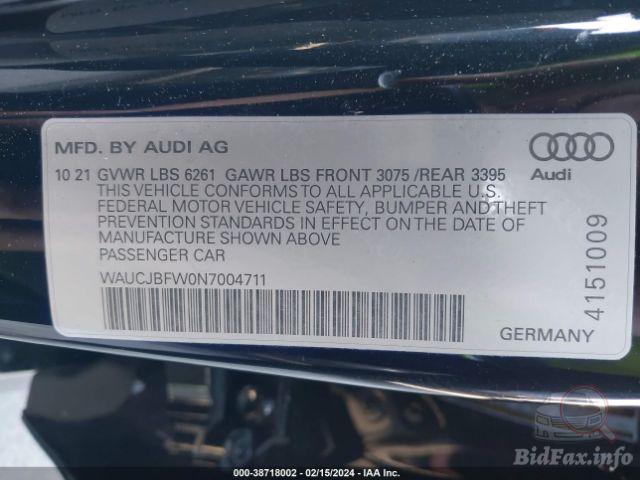 MFD. BY AUDI AG
10 21 GVWR LBS 6261 GAWR LBS FRONT 3075 /REAR 3395
THIS VEHICLE CONFORMS TO ALL APPLICABLE U.S.
FEDERAL MOTOR VEHICLE SAFETY, BUMPER AND THEFT
PREVENTION STANDARDS IN EFFECT ON THE DATE OF
MANUFACTURE SHOWN ABOVE
PASSENGER CAR
WAUCJBFW0N7004711
Audi
4151009
GERMANY
000-38718002 - 02/15/2024 - IAA Inc.
BidFax.info